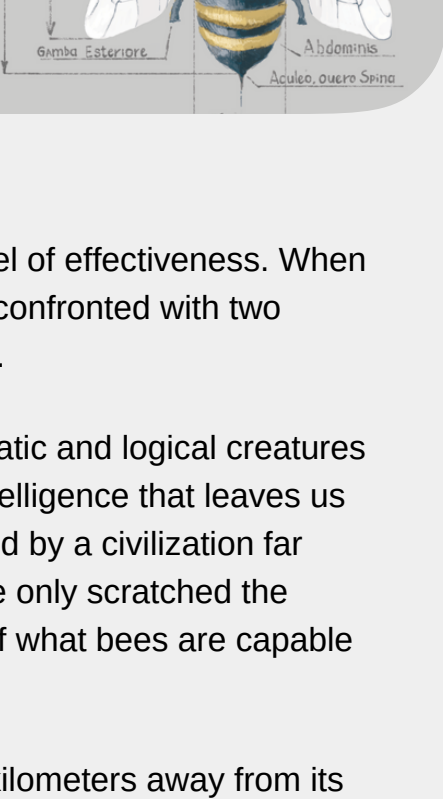 Gamba Esteriore
Abdominis
Aculeo, ouero Spina
el of effectiveness. When
confronted with two
.
atic and logical creatures
elligence that leaves us
d by a civilization far
e only scratched the
f what bees are capable
kilometers away from its